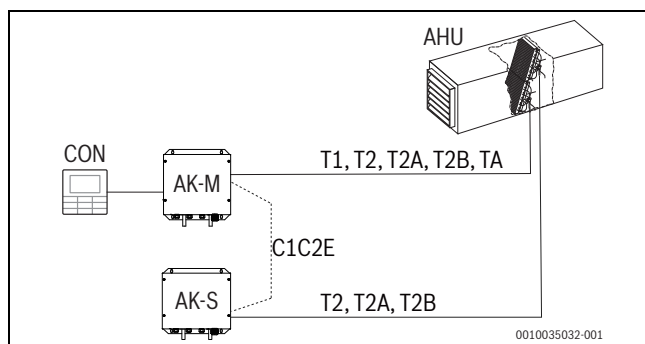 AHU
CON
AK-M
T1, T2, T2A, T2B, TA
C1C2E
AK-S
T2, T2A, T2B
0010035032-001